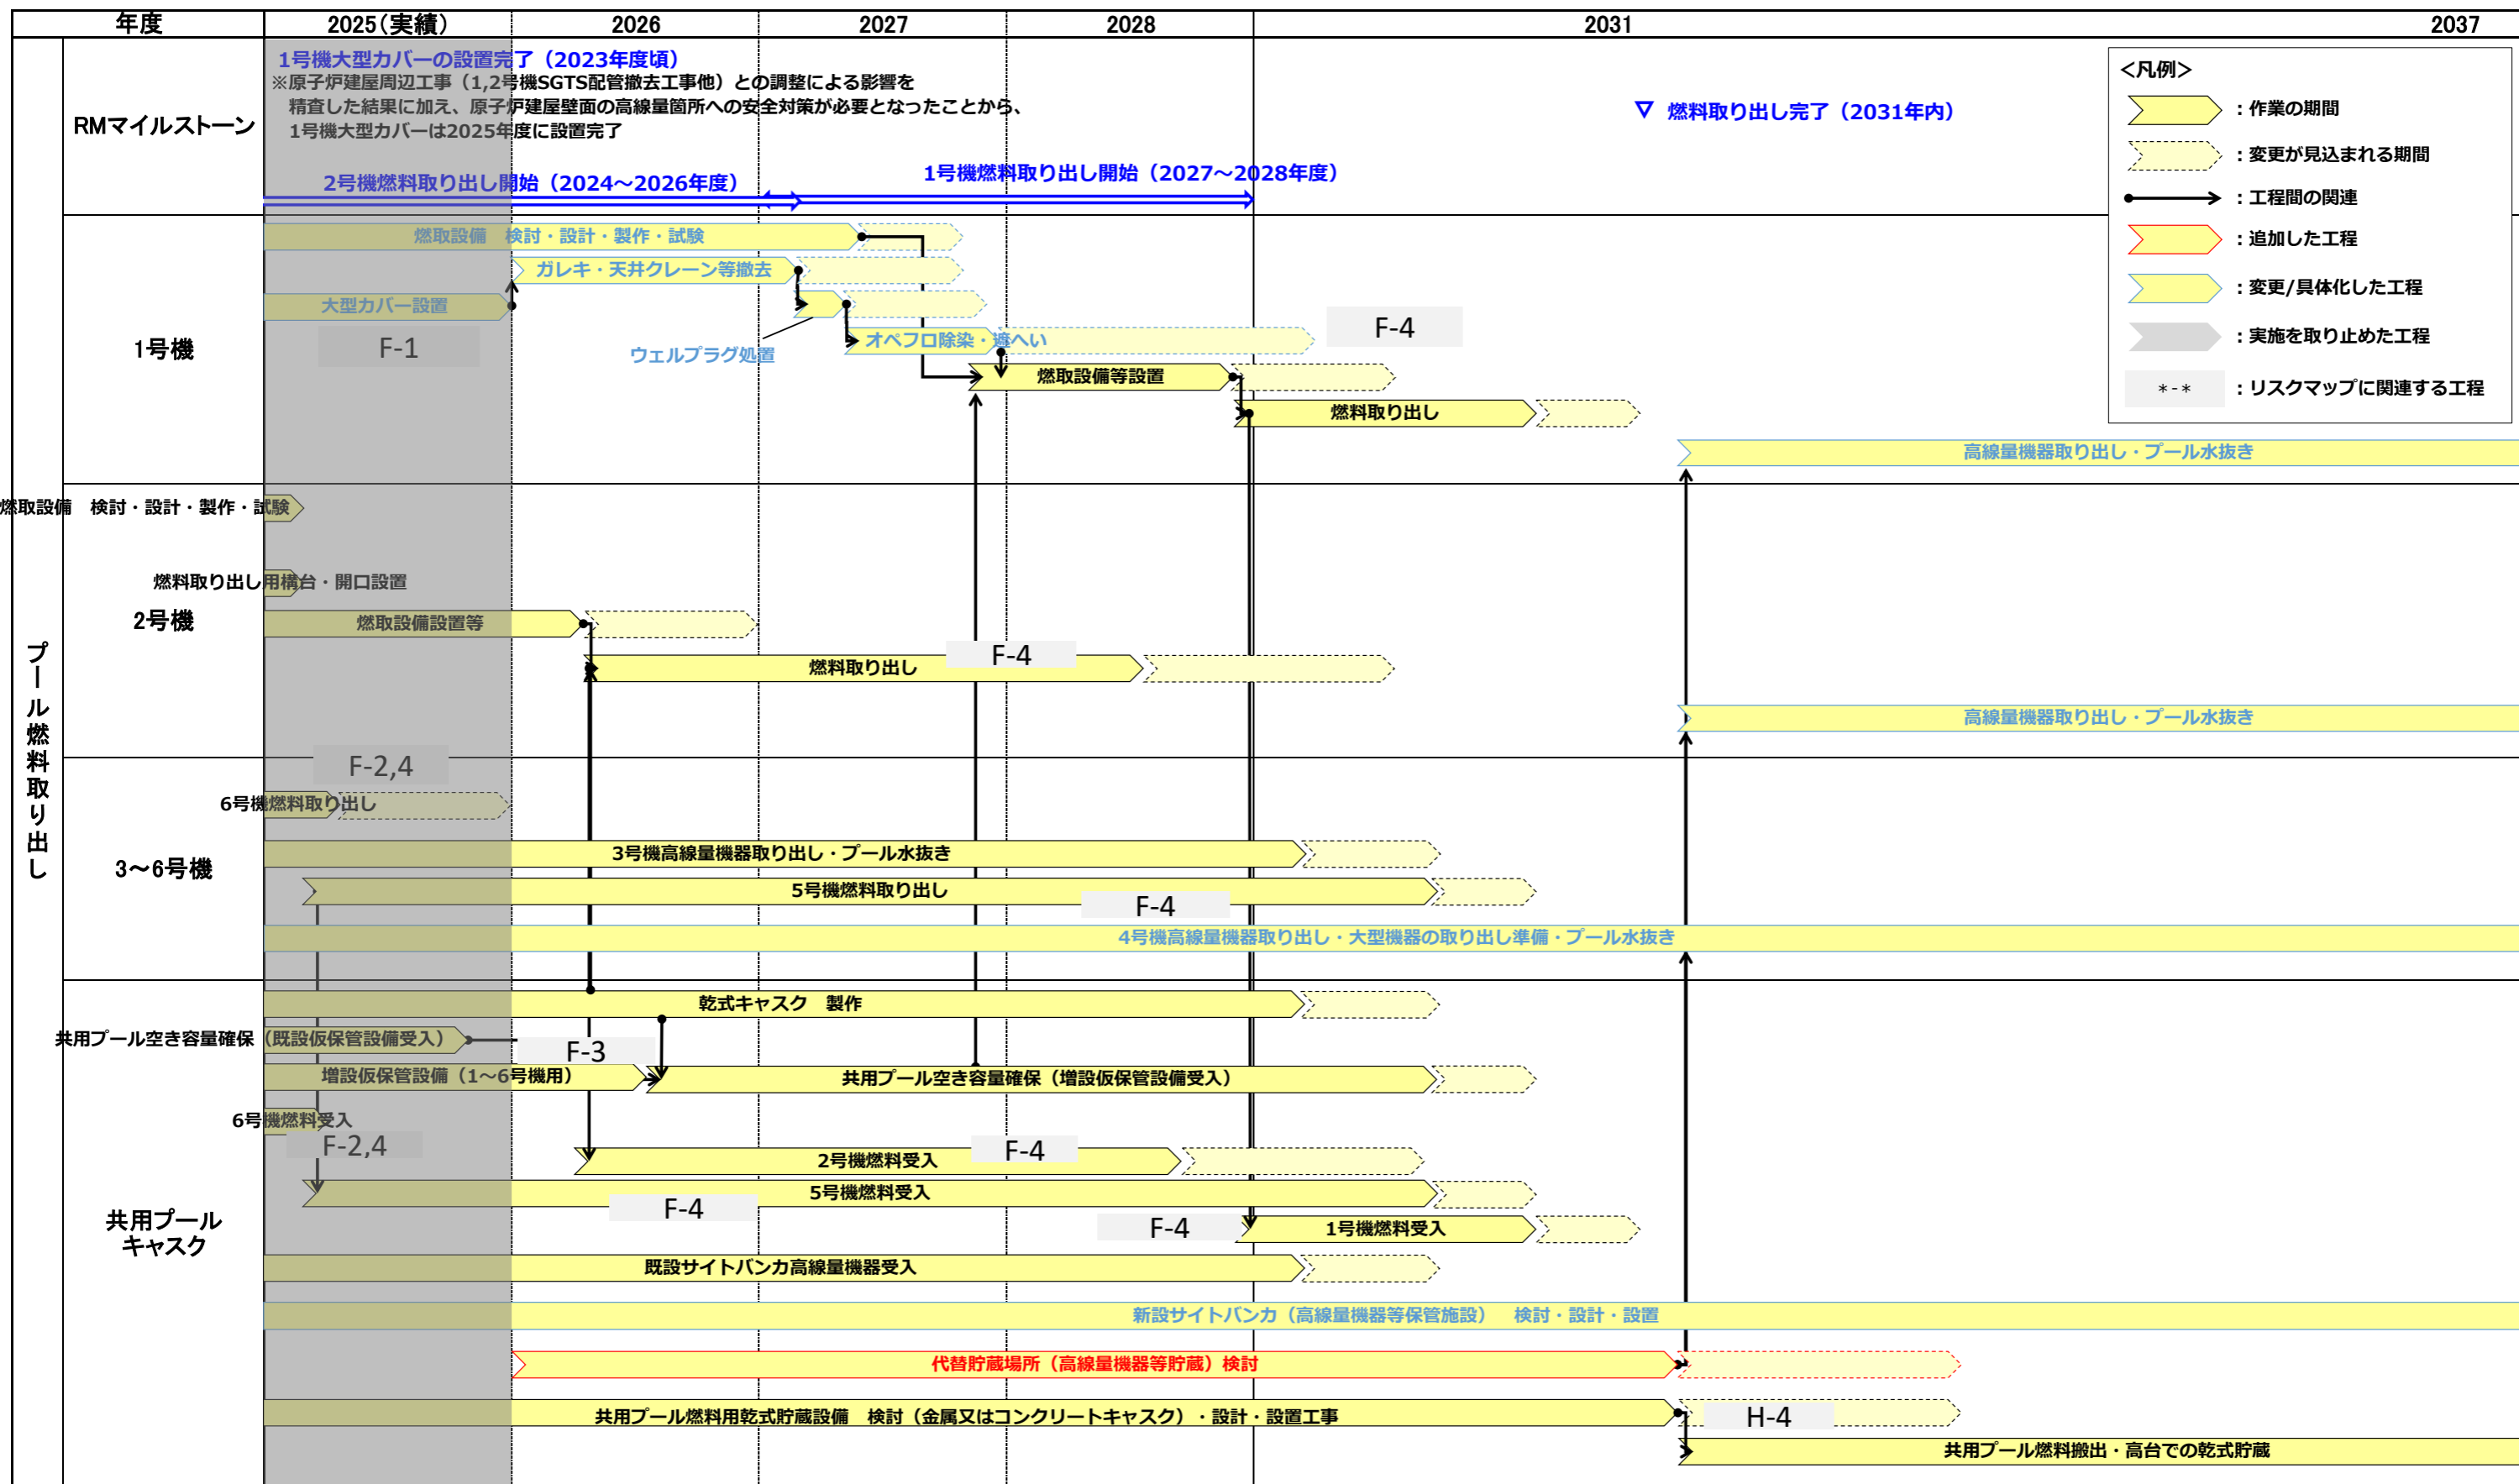 年度
2025(実績)
2026
2027
2028
2031
2037
プール燃料取り出し
RMマイルストーン
1号機大型カバーの設置完了（2023年度頃）
※原子炉建屋周辺工事（1,2号機SGTS配管撤去工事他）との調整による影響を
精査した結果に加え、原子炉建屋壁面の高線量箇所への安全対策が必要となったことから、
1号機大型カバーは2025年度に設置完了
2号機燃料取り出し開始（2024～2026年度）
1号機燃料取り出し開始（2027～2028年度）
▽ 燃料取り出し完了（2031年内）
＜凡例＞
：作業の期間
：変更が見込まれる期間
：工程間の関連
：追加した工程
：変更/具体化した工程
：実施を取り止めた工程
*-*
：リスクマップに関連する工程
1号機
燃取設備　検討・設計・製作・試験
ガレキ・天井クレーン等撤去
大型カバー設置
F-1
ウェルプラグ処置
オペフロ除染・遮へい
F-4
燃取設備等設置
燃料取り出し
高線量機器取り出し・プール水抜き
2号機
燃取設備　検討・設計・製作・試験
燃料取り出し用構台・開口設置
燃取設備設置等
F-4
燃料取り出し
高線量機器取り出し・プール水抜き
3～6号機
F-2,4
6号機燃料取り出し
3号機高線量機器取り出し・プール水抜き
5号機燃料取り出し
F-4
4号機高線量機器取り出し・大型機器の取り出し準備・プール水抜き
共用プール
キャスク
乾式キャスク　製作
共用プール空き容量確保（既設仮保管設備受入）
F-3
増設仮保管設備（1～6号機用）
共用プール空き容量確保（増設仮保管設備受入）
6号機燃料受入
F-2,4
2号機燃料受入
F-4
5号機燃料受入
F-4
F-4
1号機燃料受入
既設サイトバンカ高線量機器受入
新設サイトバンカ（高線量機器等保管施設）　検討・設計・設置
代替貯蔵場所（高線量機器等貯蔵）検討
共用プール燃料用乾式貯蔵設備　検討（金属又はコンクリートキャスク）・設計・設置工事
H-4
共用プール燃料搬出・高台での乾式貯蔵